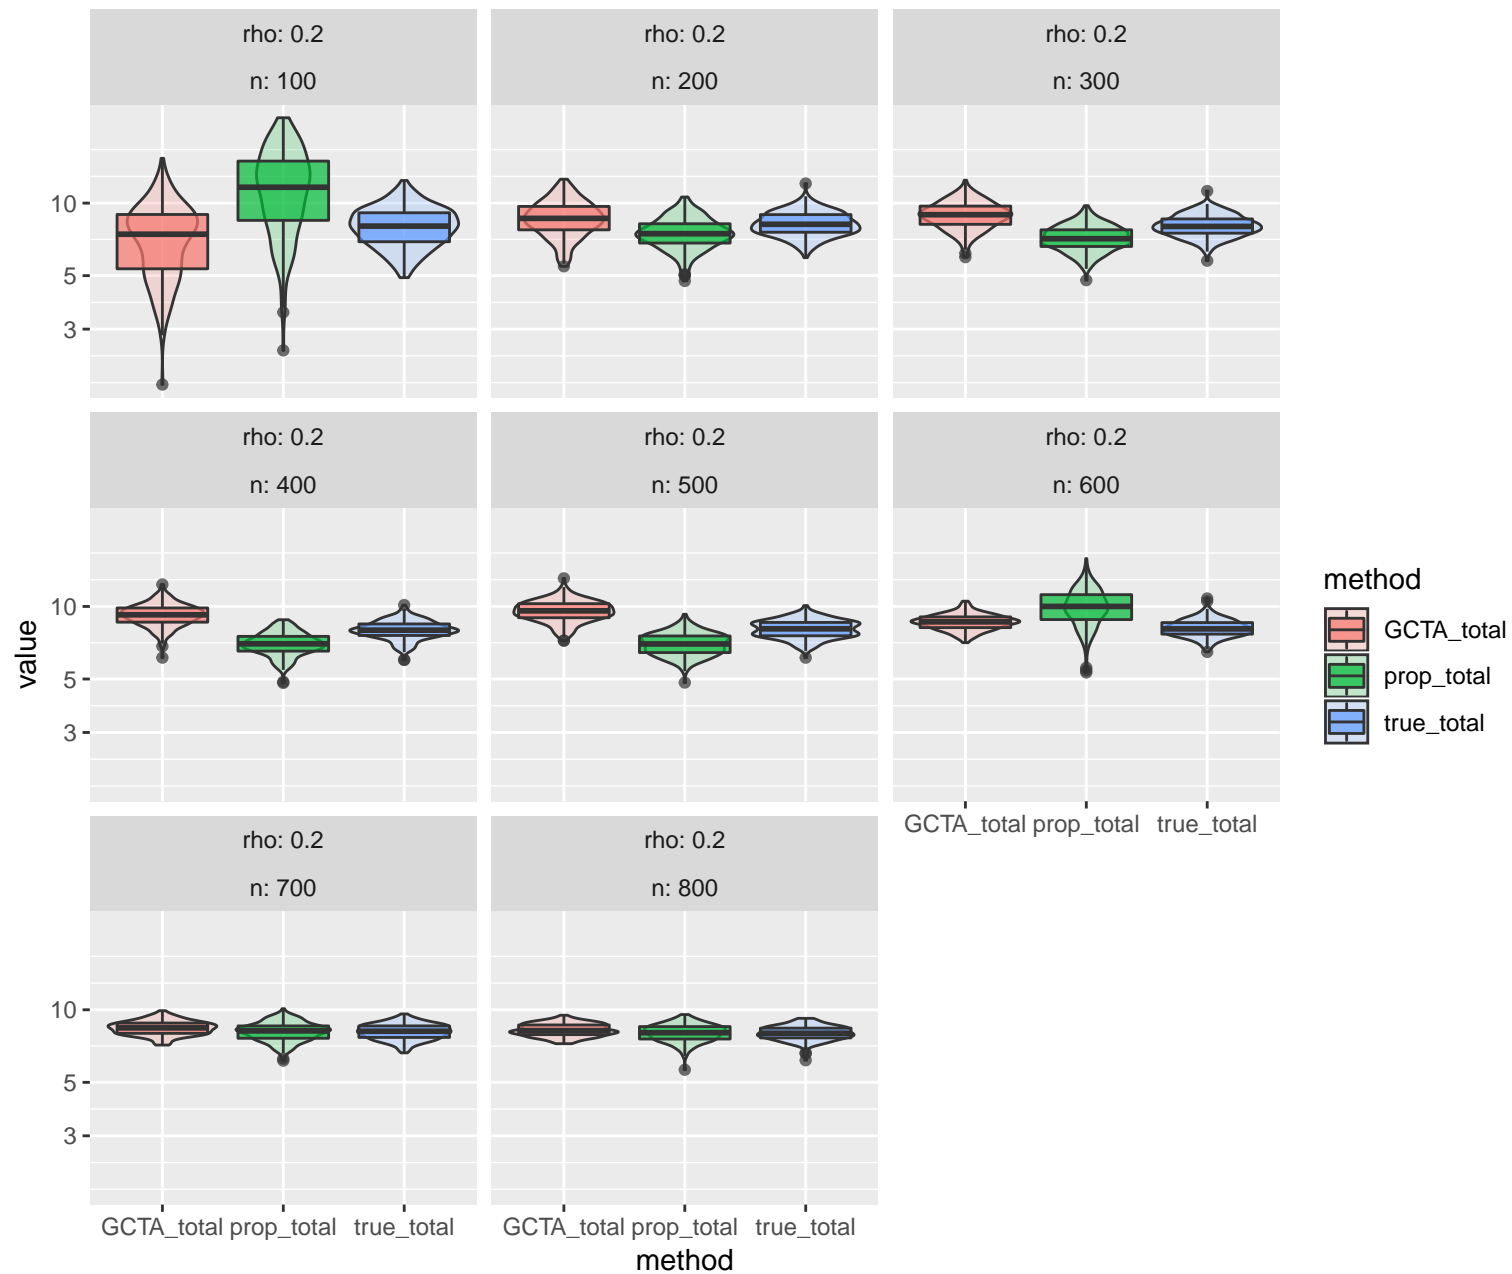 rho: 0.2
rho: 0.2
rho: 0.2
n: 100
n: 200
n: 300
10
5
3
rho: 0.2
rho: 0.2
rho: 0.2
n: 400
n: 500
n: 600
10
5
3
GCTA_total prop_total true_total
rho: 0.2
rho: 0.2
n: 700
n: 800
10
5
3
GCTA_total prop_total true_total
GCTA_total prop_total true_total
method
value
method
GCTA_total
prop_total
true_total